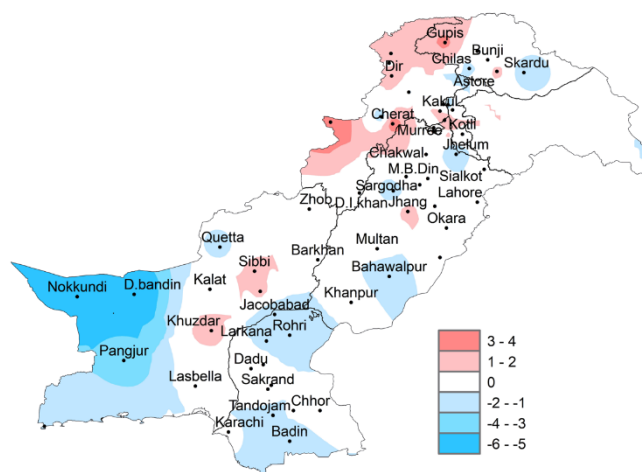 Gupis
Bunji
Dir
Chilas
Skardu
Astore
Kakul
Cherat
Murree
Kotli
Jhelum
Chakwal
M.B.Din
Sialkot
Sargodha
Zhob
D.I.khan
Jhang
Lahore
Okara
Quetta
Barkhan
Multan
Sibbi
Bahawalpur
Nokkundi
D.bandin
Kalat
Khanpur
Jacobabad
Khuzdar
Larkana
Rohri
Pangjur
Dadu
Lasbella
Sakrand
Tandojam
Chhor
Karachi
Badin
3 - 4
1 - 2
0
-2 - -1
-4 - -3
-6 - -5